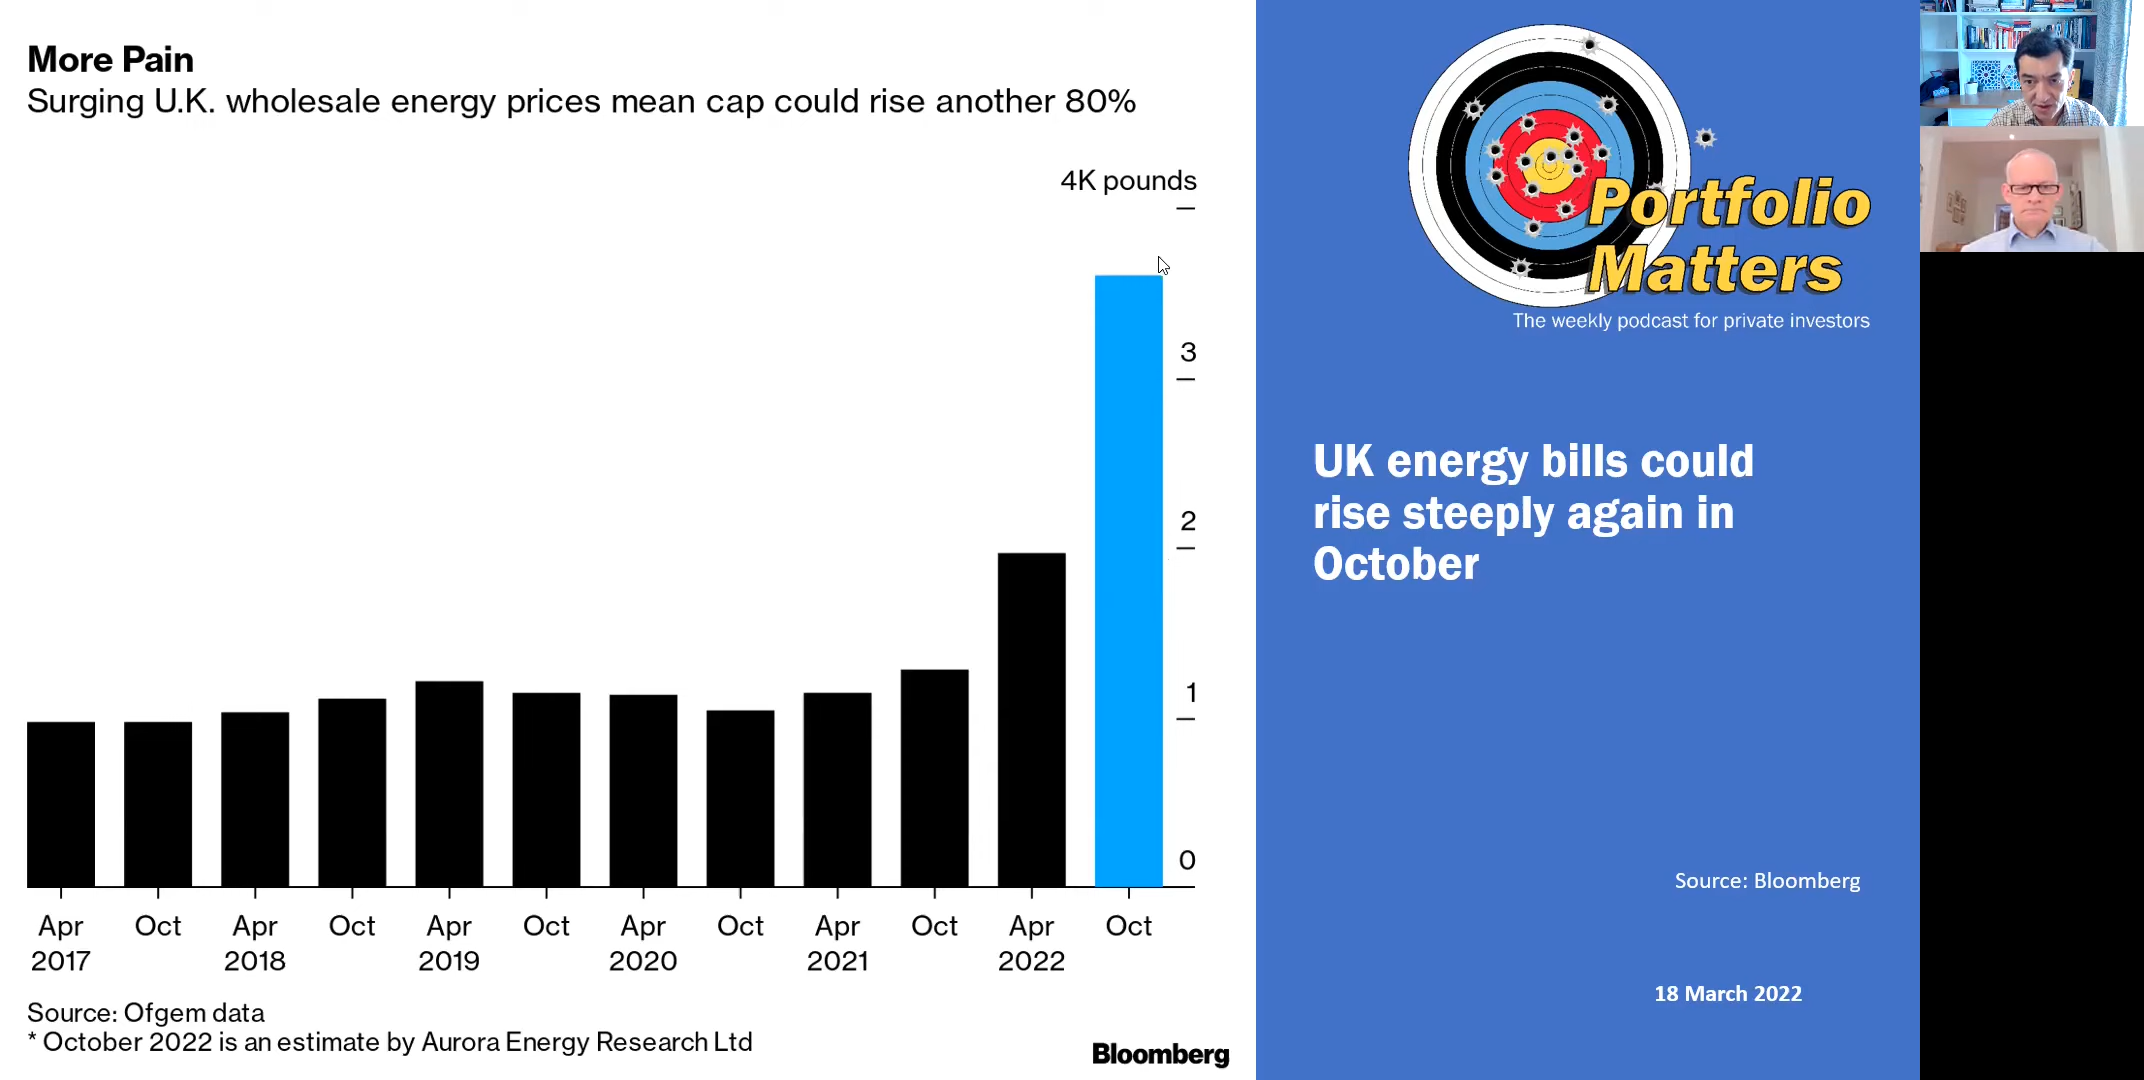 More Pain
Surging U.K. wholesale energy prices mean cap could rise another 80%
4K pounds
3
2
1
0
Apr Oct Apr Oct Apr Oct Apr Oct Apr Oct Apr Oct
2017 2018 2019 2020 2021 2022
Source: Ofgem data
* October 2022 is an estimate by Aurora Energy Research Ltd
Bloomberg
Portfolio
Matters
The weekly podcast for private investors
UK energy bills could
rise steeply again in
October
Source: Bloomberg
18 March 2022